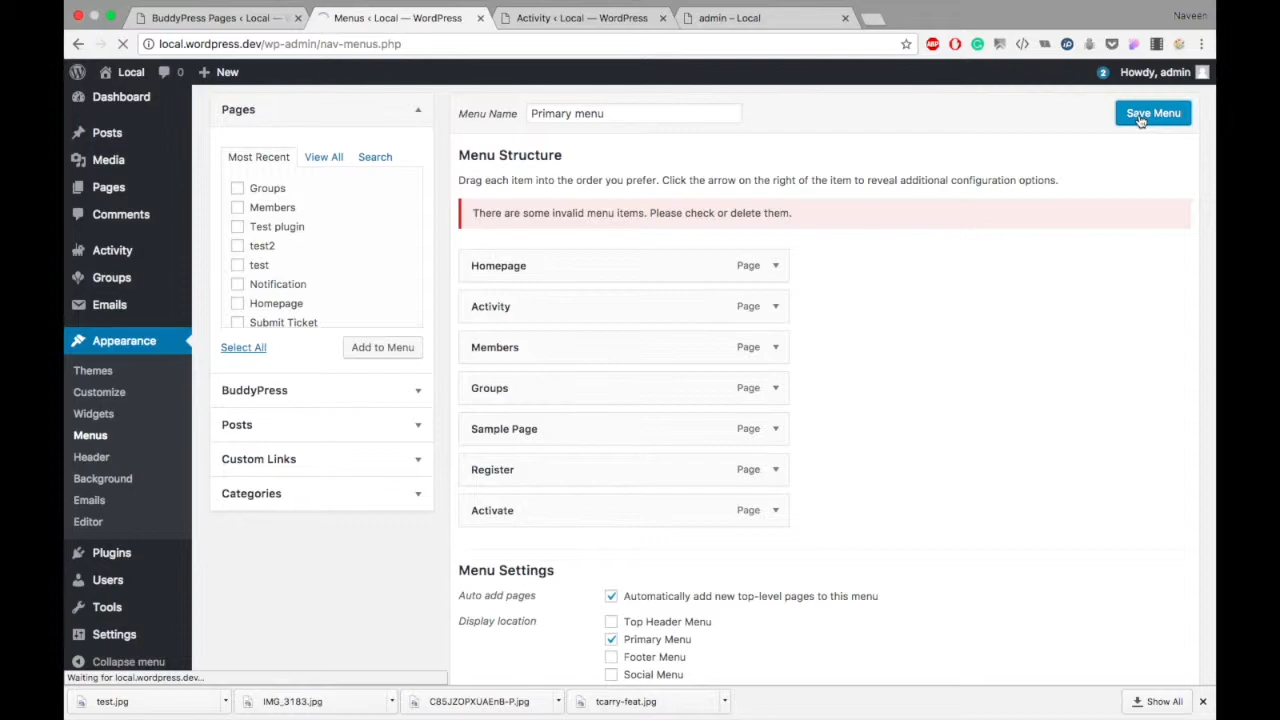 BuddyPress Pages ‹ Local — W
Menus ‹ Local — WordPress
Activity ‹ Local — WordPress
admin – Local
Naveen
local.wordpress.dev/wp-admin/nav-menus.php
Local
0
New
2
Howdy, admin
Dashboard
Posts
Media
Pages
Comments
Activity
Groups
Emails
Appearance
Themes
Customize
Widgets
Menus
Header
Background
Emails
Editor
Plugins
Users
Tools
Settings
Collapse menu
Pages
Most Recent
View All
Search
Groups
Members
Test plugin
test2
test
Notification
Homepage
Submit Ticket
Select All
Add to Menu
BuddyPress
Posts
Custom Links
Categories
Menu Name
Primary menu
Save Menu
Menu Structure
Drag each item into the order you prefer. Click the arrow on the right of the item to reveal additional configuration options.
There are some invalid menu items. Please check or delete them.
Homepage Page
Activity Page
Members Page
Groups Page
Sample Page Page
Register Page
Activate Page
Menu Settings
Auto add pages
Automatically add new top-level pages to this menu
Display location
Top Header Menu
Primary Menu
Footer Menu
Social Menu
Waiting for local.wordpress.dev...
test.jpg
IMG_3183.jpg
C85JZOPXUAEnB-P.jpg
tcarry-feat.jpg
Show All